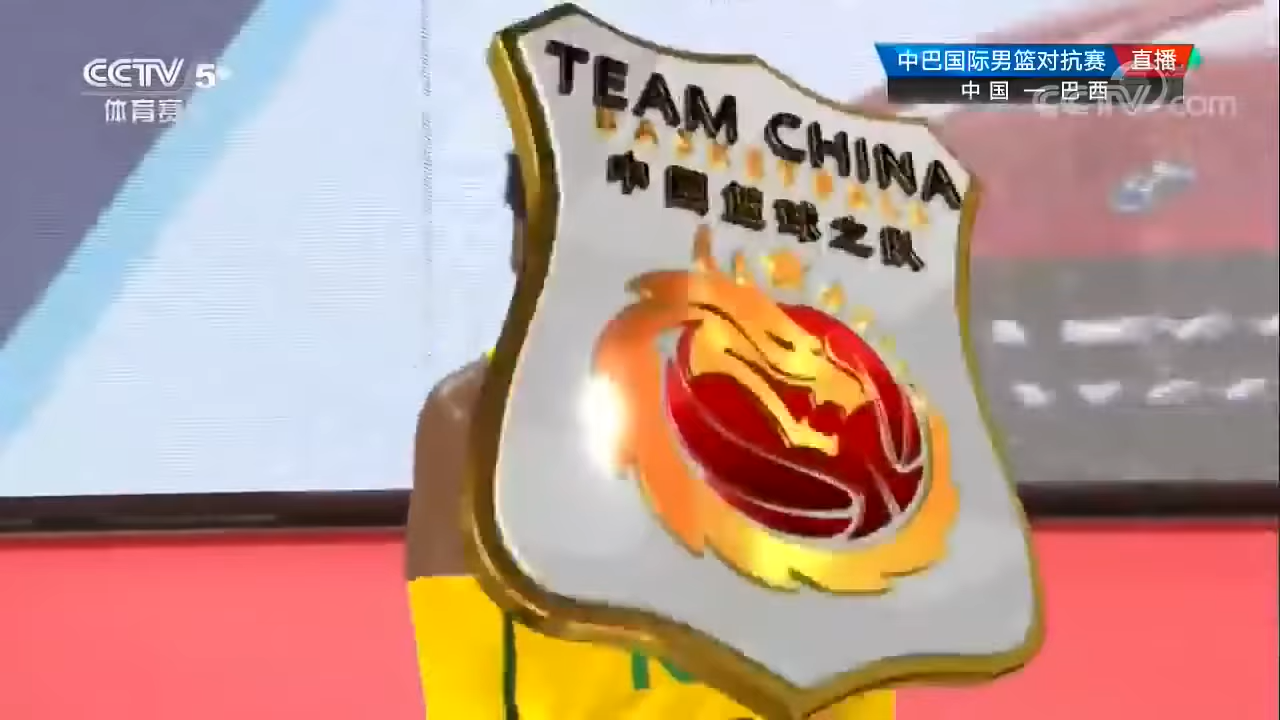 CCTV 5+
体育赛
中巴国际男篮对抗赛 直播
中国 — 巴西
CCTV.com
TEAM CHINA
BASKETBALL
中国篮球之队